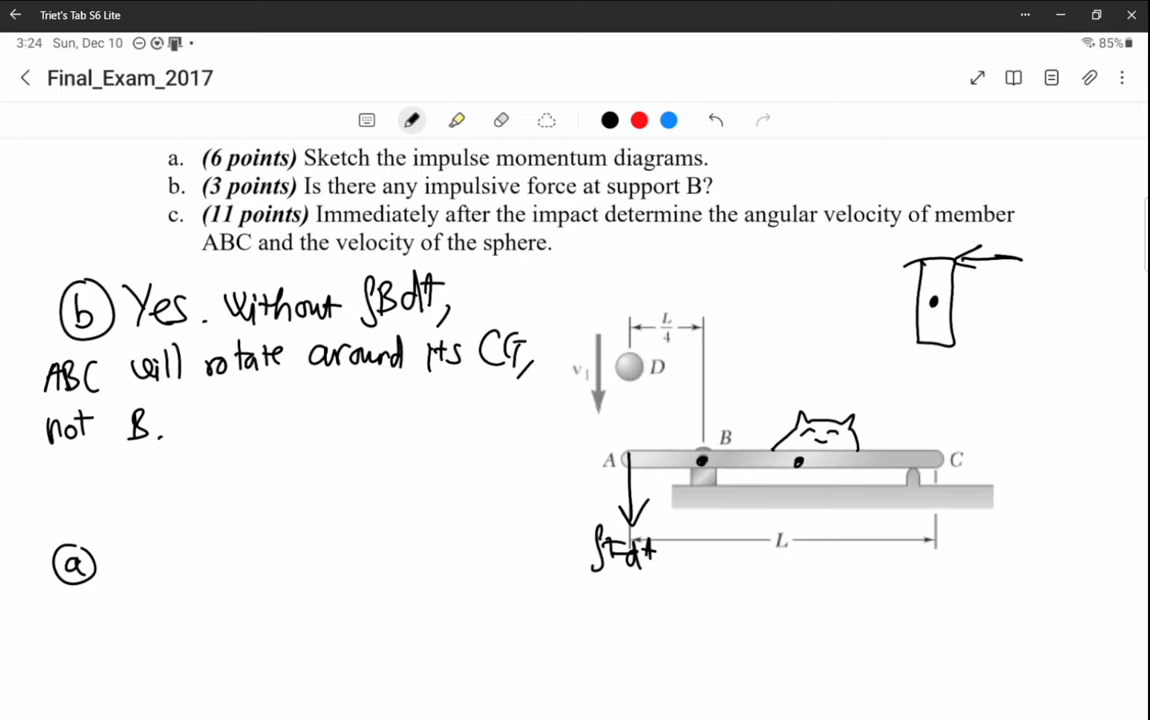 Triet's Tab S6 Lite
3:24 Sun, Dec 10
85%
Final_Exam_2017
a. (6 points) Sketch the impulse momentum diagrams.
b. (3 points) Is there any impulsive force at support B?
c. (11 points) Immediately after the impact determine the angular velocity of member
ABC and the velocity of the sphere.
b Yes. Without ∫Bdt,
ABC will rotate around its CG,
not B.
L/4
v1
D
B
A
C
∫Fdt
L
a